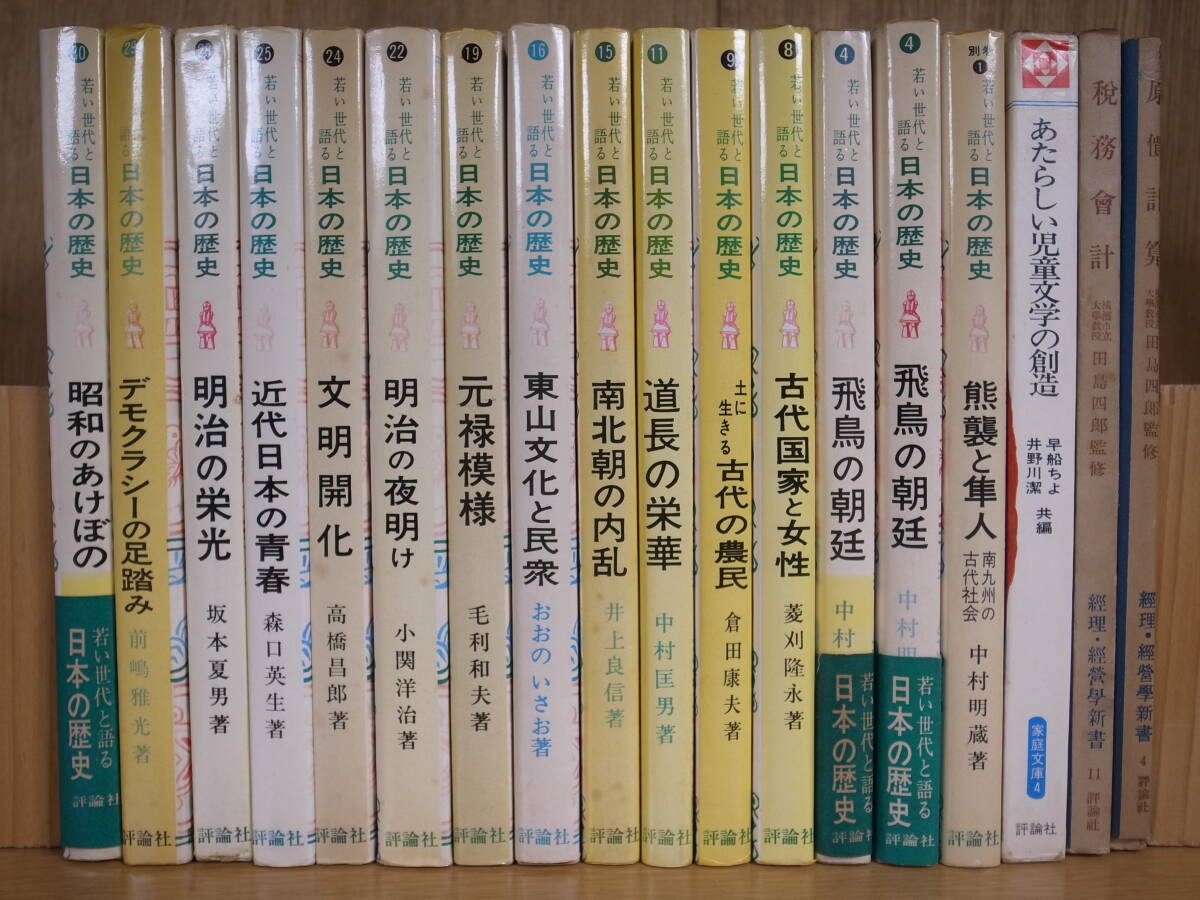 30
若い世代と
語る
日本の歴史
昭和のあけぼの
若い世代と語る
日本の歴史
評論社
日本の歴史
デモクラシーの足踏み
前嶋雅光著
評論社
若い世代と
語る
日本の歴史
明治の栄光
坂本夏男著
評論社
25
若い世代と
語る
日本の歴史
近代日本の青春
森口英生著
評論社
24
若い世代と
語る
日本の歴史
文明開化
高橋昌郎著
評論社
22
若い世代と
語る
日本の歴史
明治の夜明け
小関洋治著
評論社
19
若い世代と
語る
日本の歴史
元禄模様
毛利和夫著
評論社
16
若い世代と
語る
日本の歴史
東山文化と民衆
おおの いさお著
評論社
15
若い世代と
語る
日本の歴史
南北朝の内乱
井上良信著
評論社
11
若い世代と
語る
日本の歴史
道長の栄華
中村匡男著
評論社
9
若い世代と
語る
日本の歴史
土に
生きる
古代の農民
倉田康夫著
評論社
8
若い世代と
語る
日本の歴史
古代国家と女性
菱刈隆永著
評論社
4
若い世代と
語る
日本の歴史
飛鳥の朝廷
中村
若い世代と語る
日本の歴史
評論社
4
若い世代と
語る
日本の歴史
飛鳥の朝廷
中村
若い世代と語る
日本の歴史
評論社
別巻
1
若い世代と
語る
日本の歴史
熊襲と隼人
南九州の
古代社会
中村明蔵著
評論社
あたらしい児童文学の創造
早船ちよ
井野川潔
共編
家庭文庫4
評論社
税務會計
横濱市立
大學教授
田島四郎監修
經理・經營學新書
11
評論社
原價計算
大學教授
田島四郎監修
經理・經營學新書
4
評論社